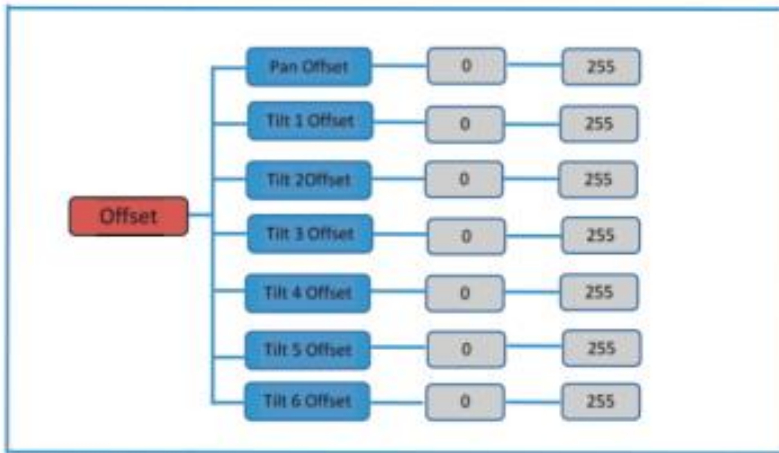 Pan Offset 0 255
Tilt 1 Offset 0 255
Tilt 2Offset 0 255
Offset
Tilt 3 Offset 0 255
Tilt 4 Offset 0 255
Tilt 5 Offset 0 255
Tilt 6 Offset 0 255